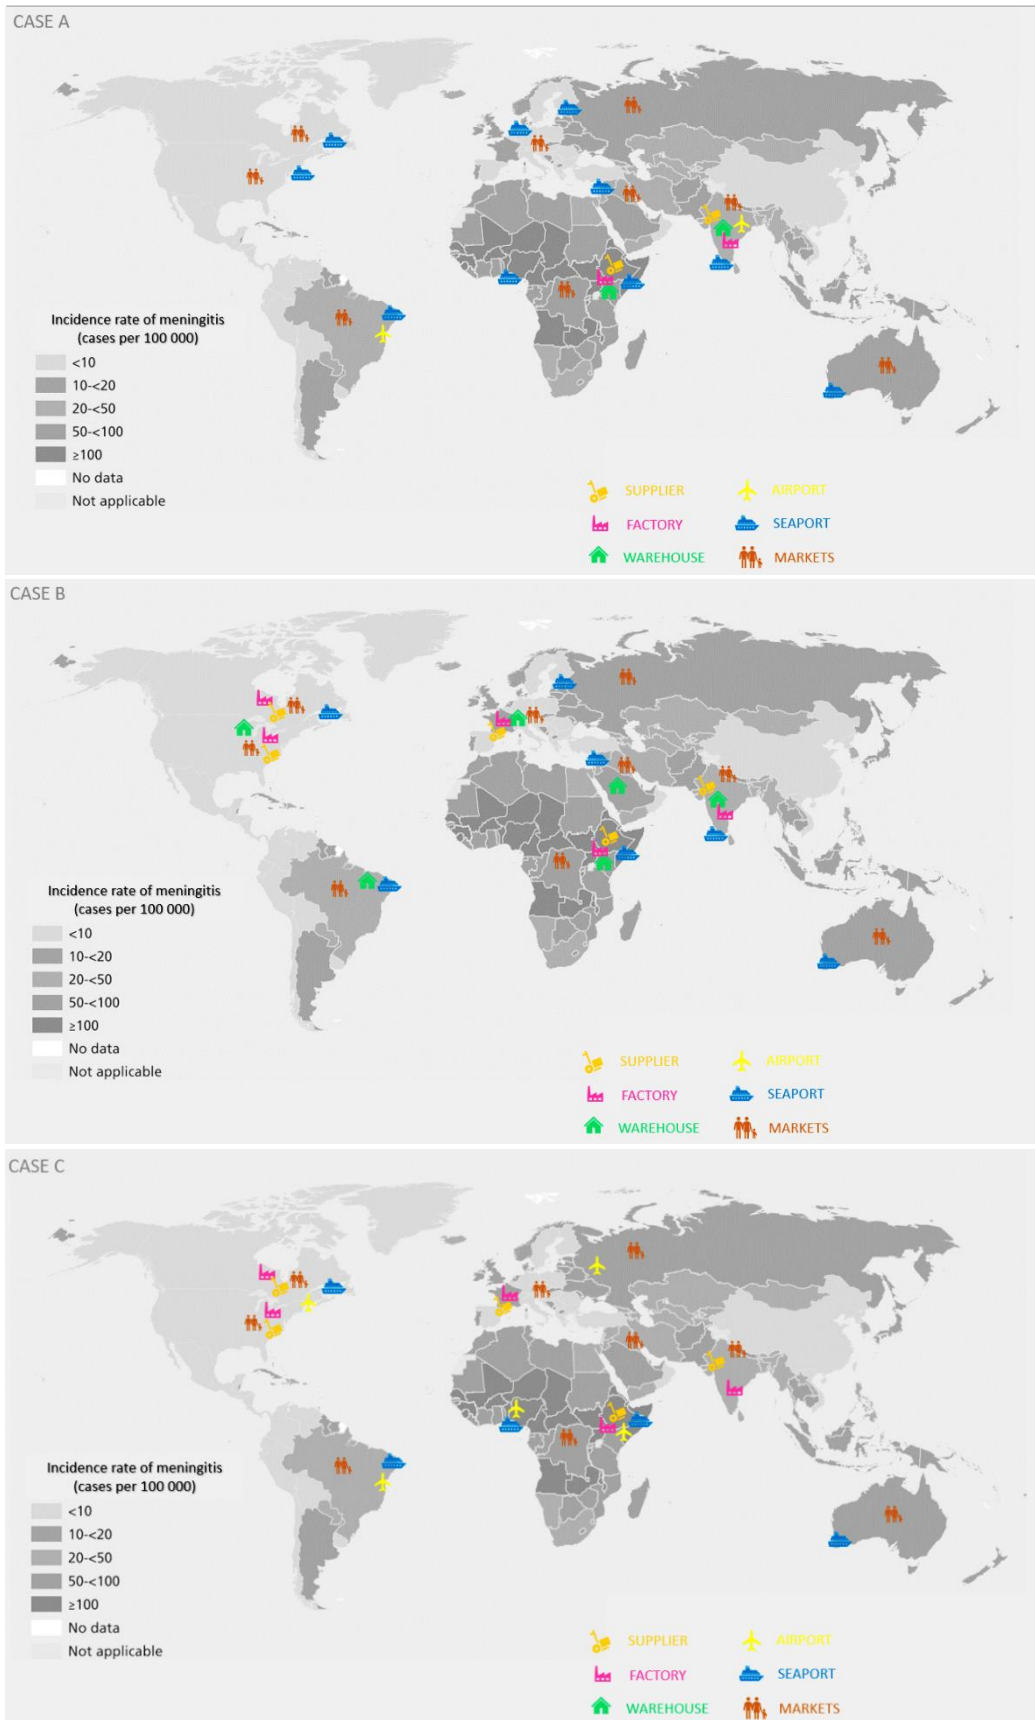 CASE A
Incidence rate of meningitis
(cases per 100 000)
<10
10-<20
20-<50
50-<100
≥100
No data
Not applicable
SUPPLIER
AIRPORT
FACTORY
SEAPORT
WAREHOUSE
MARKETS
CASE B
Incidence rate of meningitis
(cases per 100 000)
<10
10-<20
20-<50
50-<100
≥100
No data
Not applicable
SUPPLIER
AIRPORT
FACTORY
SEAPORT
WAREHOUSE
MARKETS
CASE C
Incidence rate of meningitis
(cases per 100 000)
<10
10-<20
20-<50
50-<100
≥100
No data
Not applicable
SUPPLIER
AIRPORT
FACTORY
SEAPORT
WAREHOUSE
MARKETS